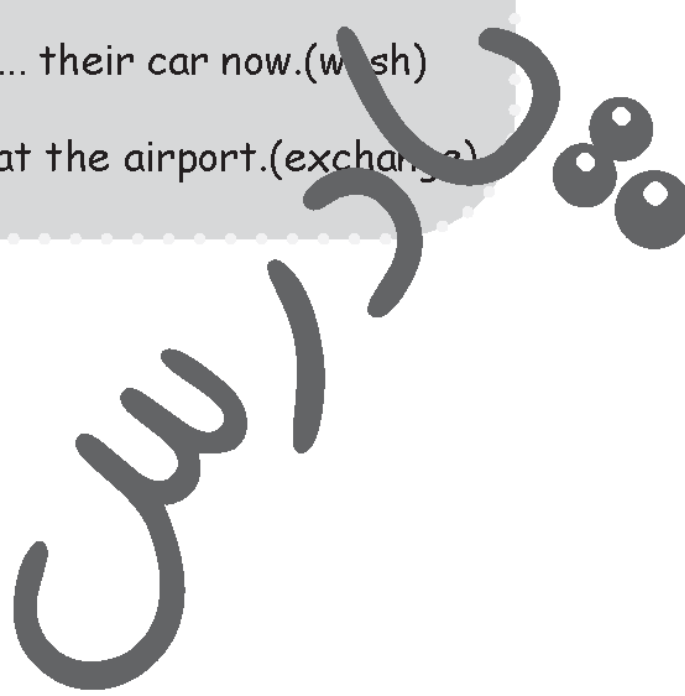 ... their car now.(wash)
at the airport.(exchange)